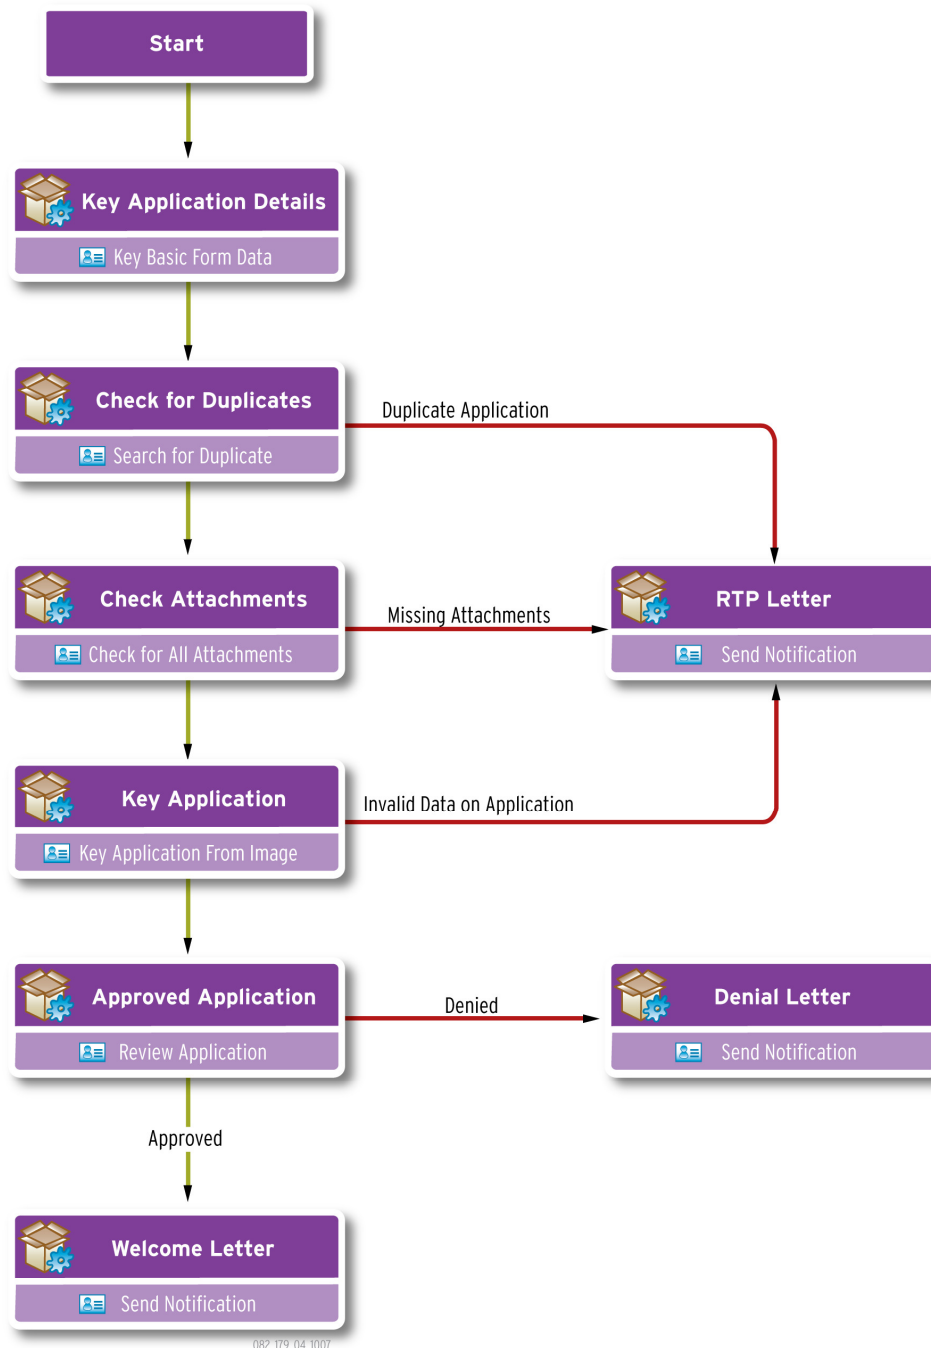 Start
Key Application Details
Key Basic Form Data
Check for Duplicates
Duplicate Application
Search for Duplicate
Check Attachments
Missing Attachments
RTP Letter
Check for All Attachments
Send Notification
Key Application
Invalid Data on Application
Key Application From Image
Approved Application
Denied
Denial Letter
Review Application
Send Notification
Approved
Welcome Letter
Send Notification
082_179_04_1007